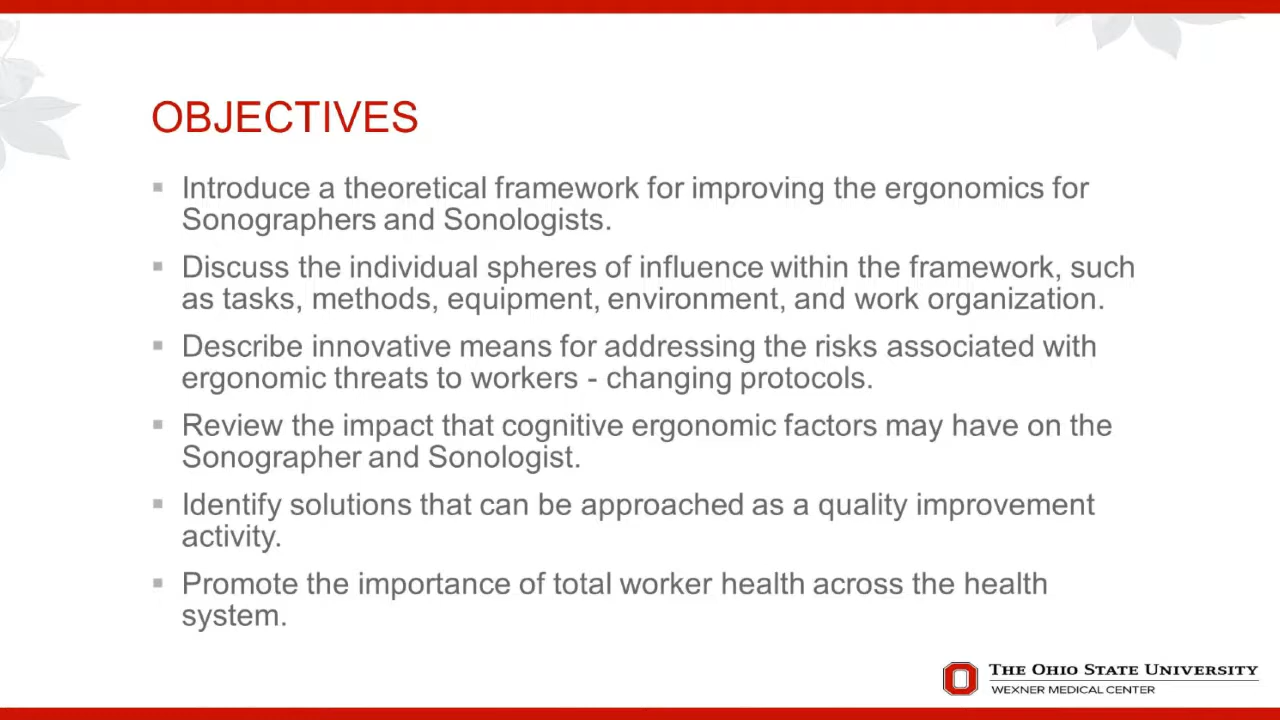 OBJECTIVES
▪ Introduce a theoretical framework for improving the ergonomics for
Sonographers and Sonologists.
▪ Discuss the individual spheres of influence within the framework, such
as tasks, methods, equipment, environment, and work organization.
▪ Describe innovative means for addressing the risks associated with
ergonomic threats to workers - changing protocols.
▪ Review the impact that cognitive ergonomic factors may have on the
Sonographer and Sonologist.
▪ Identify solutions that can be approached as a quality improvement
activity.
▪ Promote the importance of total worker health across the health
system.
THE OHIO STATE UNIVERSITY
WEXNER MEDICAL CENTER